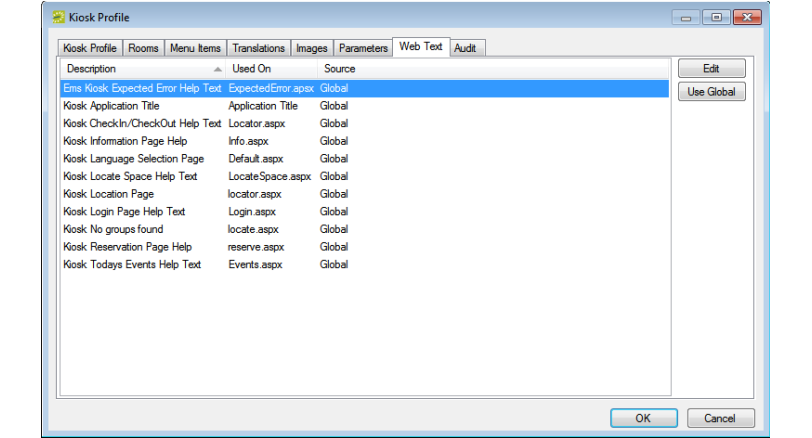 Kiosk Profile
Kiosk Profile Rooms Menu Items Translations Images Parameters Web Text Audit
Description Used On Source
Ems Kiosk Expected Error Help Text ExpectedError.apsx Global
Kiosk Application Title Application Title Global
Kiosk CheckIn/CheckOut Help Text Locator.aspx Global
Kiosk Information Page Help Info.aspx Global
Kiosk Language Selection Page Default.aspx Global
Kiosk Locate Space Help Text LocateSpace.aspx Global
Kiosk Location Page locator.aspx Global
Kiosk Login Page Help Text Login.aspx Global
Kiosk No groups found locate.aspx Global
Kiosk Reservation Page Help reserve.aspx Global
Kiosk Todays Events Help Text Events.aspx Global
Edit
Use Global
OK Cancel